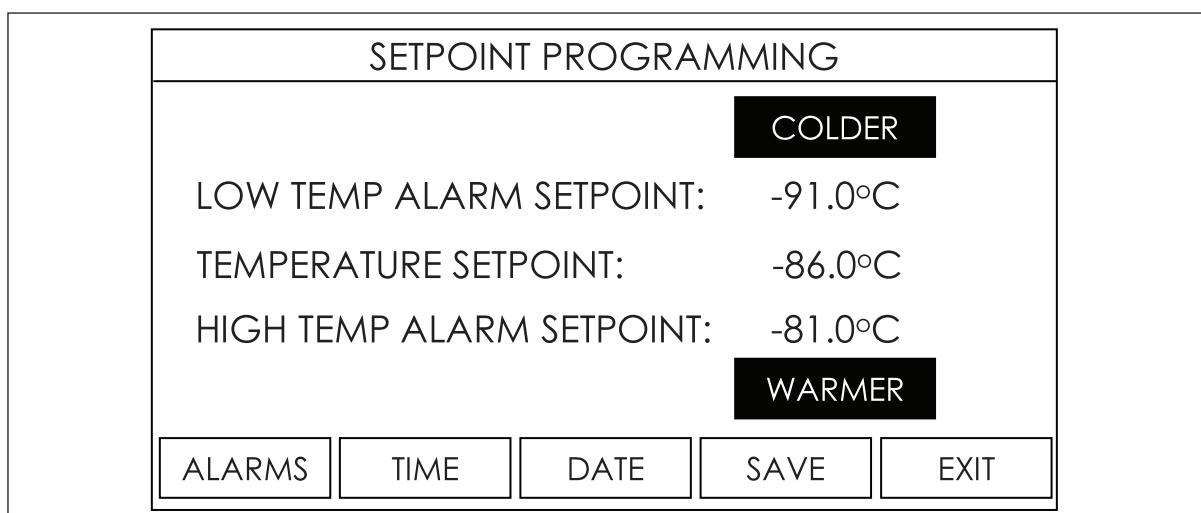 SETPOINT PROGRAMMING
COLDER
LOW TEMP ALARM SETPOINT: -91.0°C
TEMPERATURE SETPOINT: -86.0°C
HIGH TEMP ALARM SETPOINT: -81.0°C
WARMER
ALARMS TIME DATE SAVE EXIT